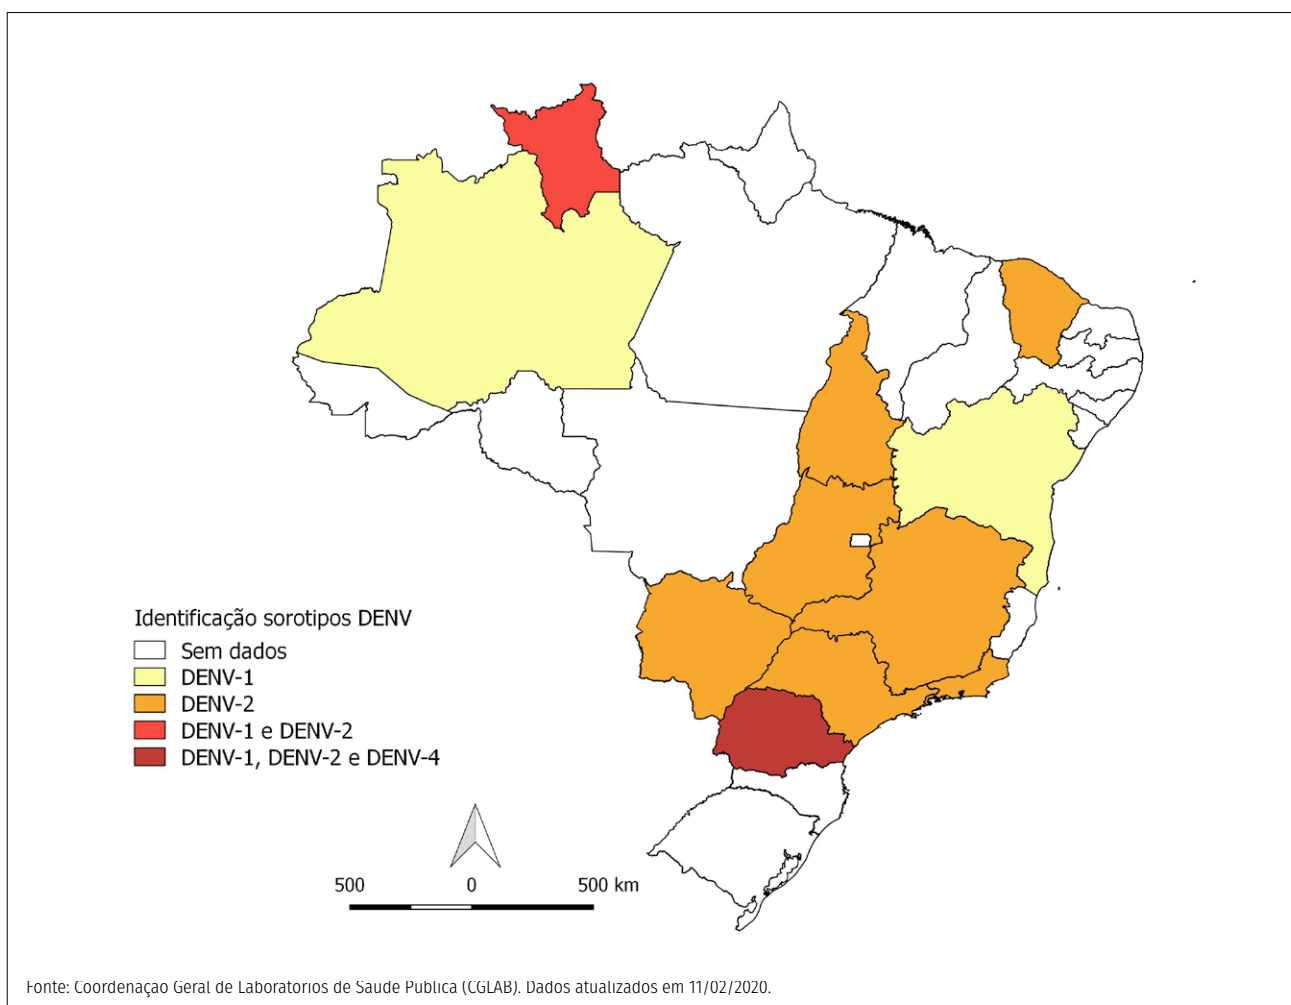 Identificação sorotipos DENV
Sem dados
DENV-1
DENV-2
DENV-1 e DENV-2
DENV-1, DENV-2 e DENV-4
500 0 500 km
Fonte: Coordenação Geral de Laboratórios de Saúde Pública (CGLAB). Dados atualizados em 11/02/2020.